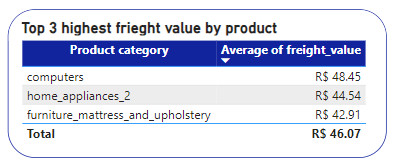 Top 3 highest frieght value by product
Product category Average of freight_value
computers R$ 48.45
home_appliances_2 R$ 44.54
furniture_mattress_and_upholstery R$ 42.91
Total R$ 46.07